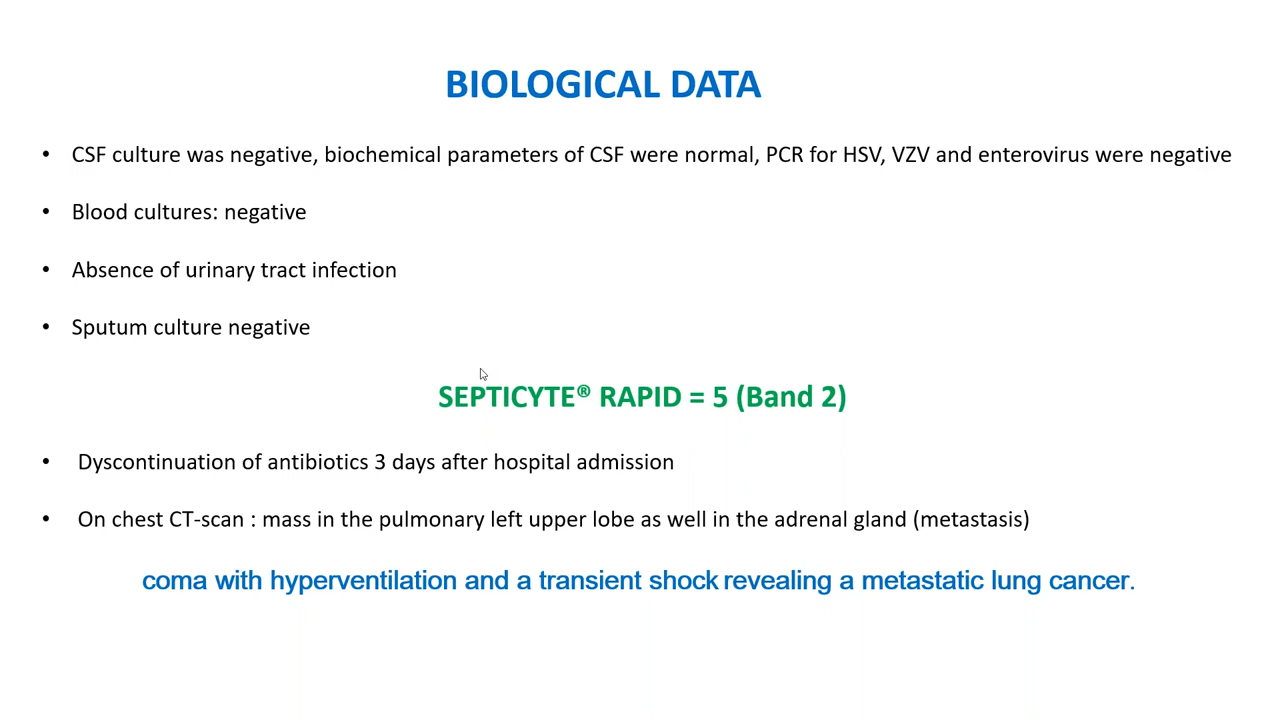 BIOLOGICAL DATA
• CSF culture was negative, biochemical parameters of CSF were normal, PCR for HSV, VZV and enterovirus were negative
• Blood cultures: negative
• Absence of urinary tract infection
• Sputum culture negative
SEPTICYTE® RAPID = 5 (Band 2)
• Dyscontinuation of antibiotics 3 days after hospital admission
• On chest CT-scan : mass in the pulmonary left upper lobe as well in the adrenal gland (metastasis)
coma with hyperventilation and a transient shock revealing a metastatic lung cancer.